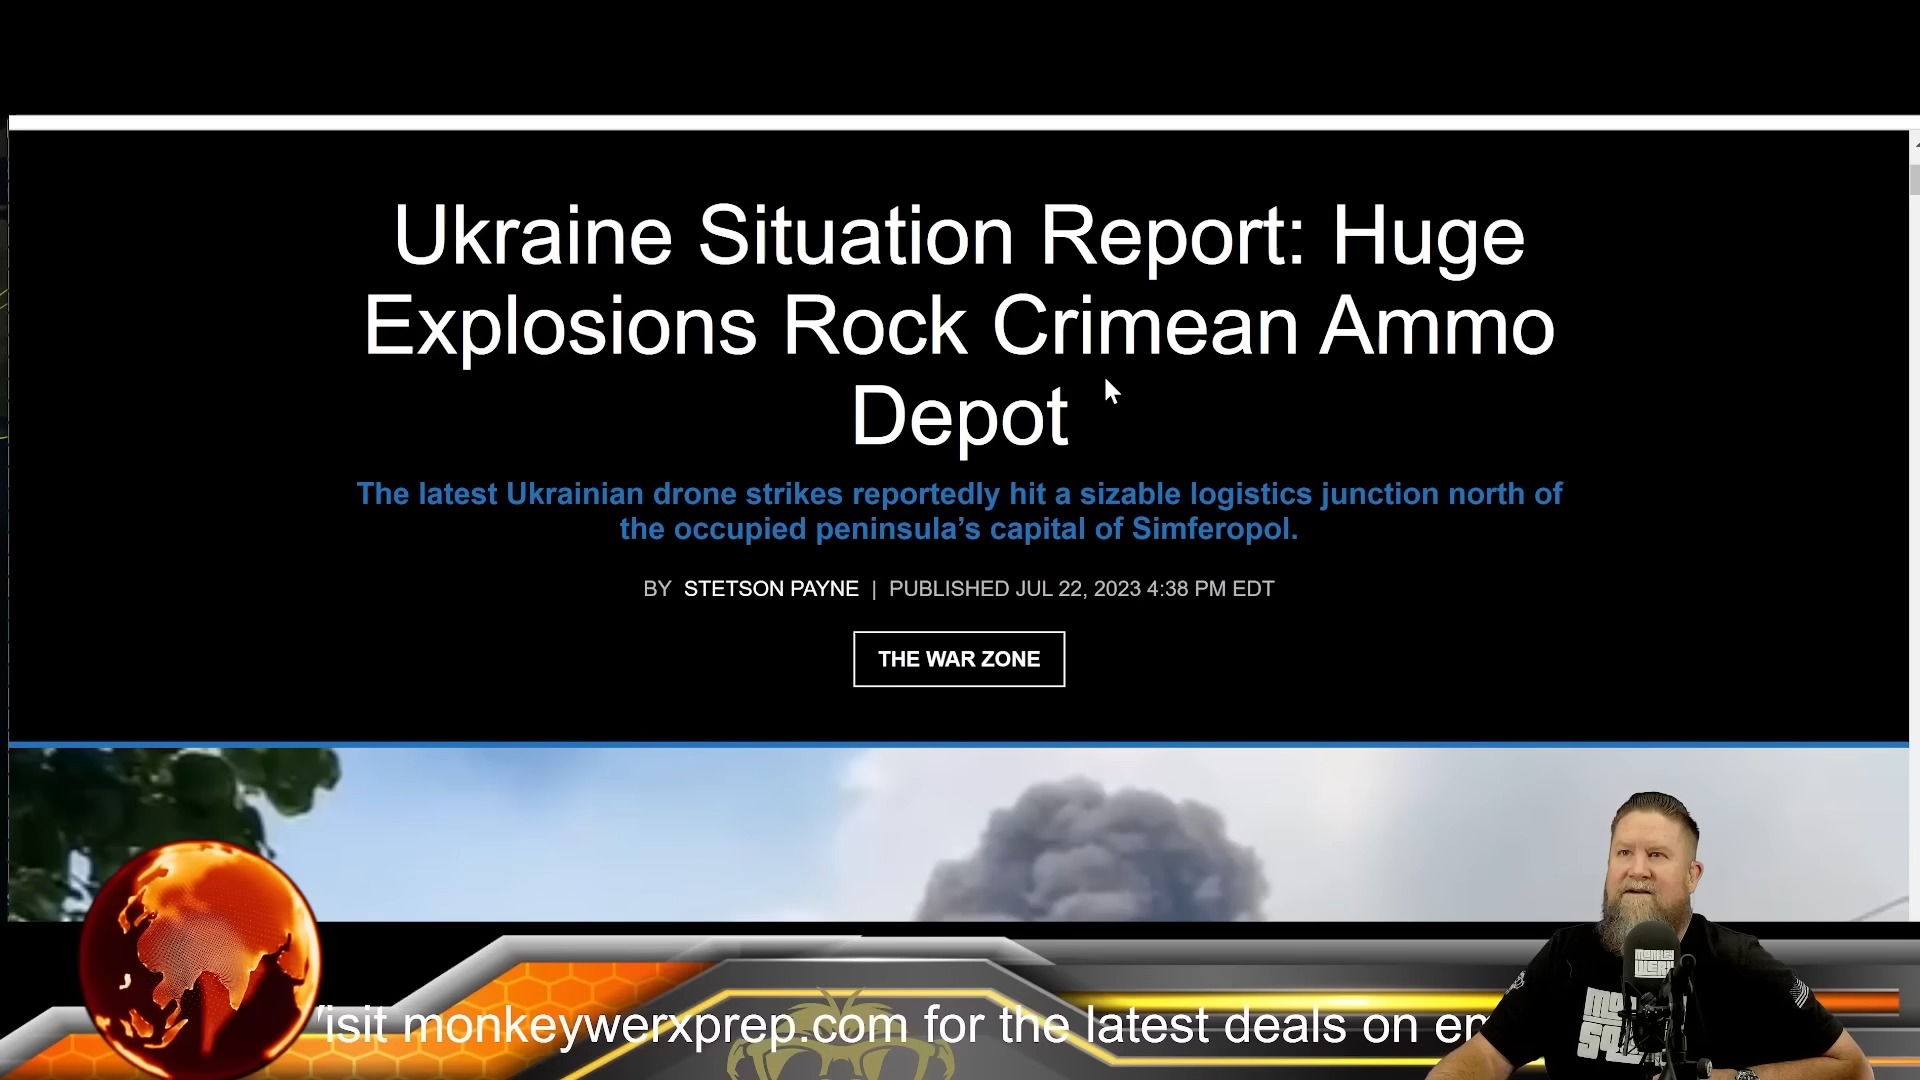 Ukraine Situation Report: Huge
Explosions Rock Crimean Ammo
Depot
The latest Ukrainian drone strikes reportedly hit a sizable logistics junction north of
the occupied peninsula’s capital of Simferopol.
BY STETSON PAYNE | PUBLISHED JUL 22, 2023 4:38 PM EDT
THE WAR ZONE
monkeywerxprep.com for the latest deals on
MONKEY
WERX